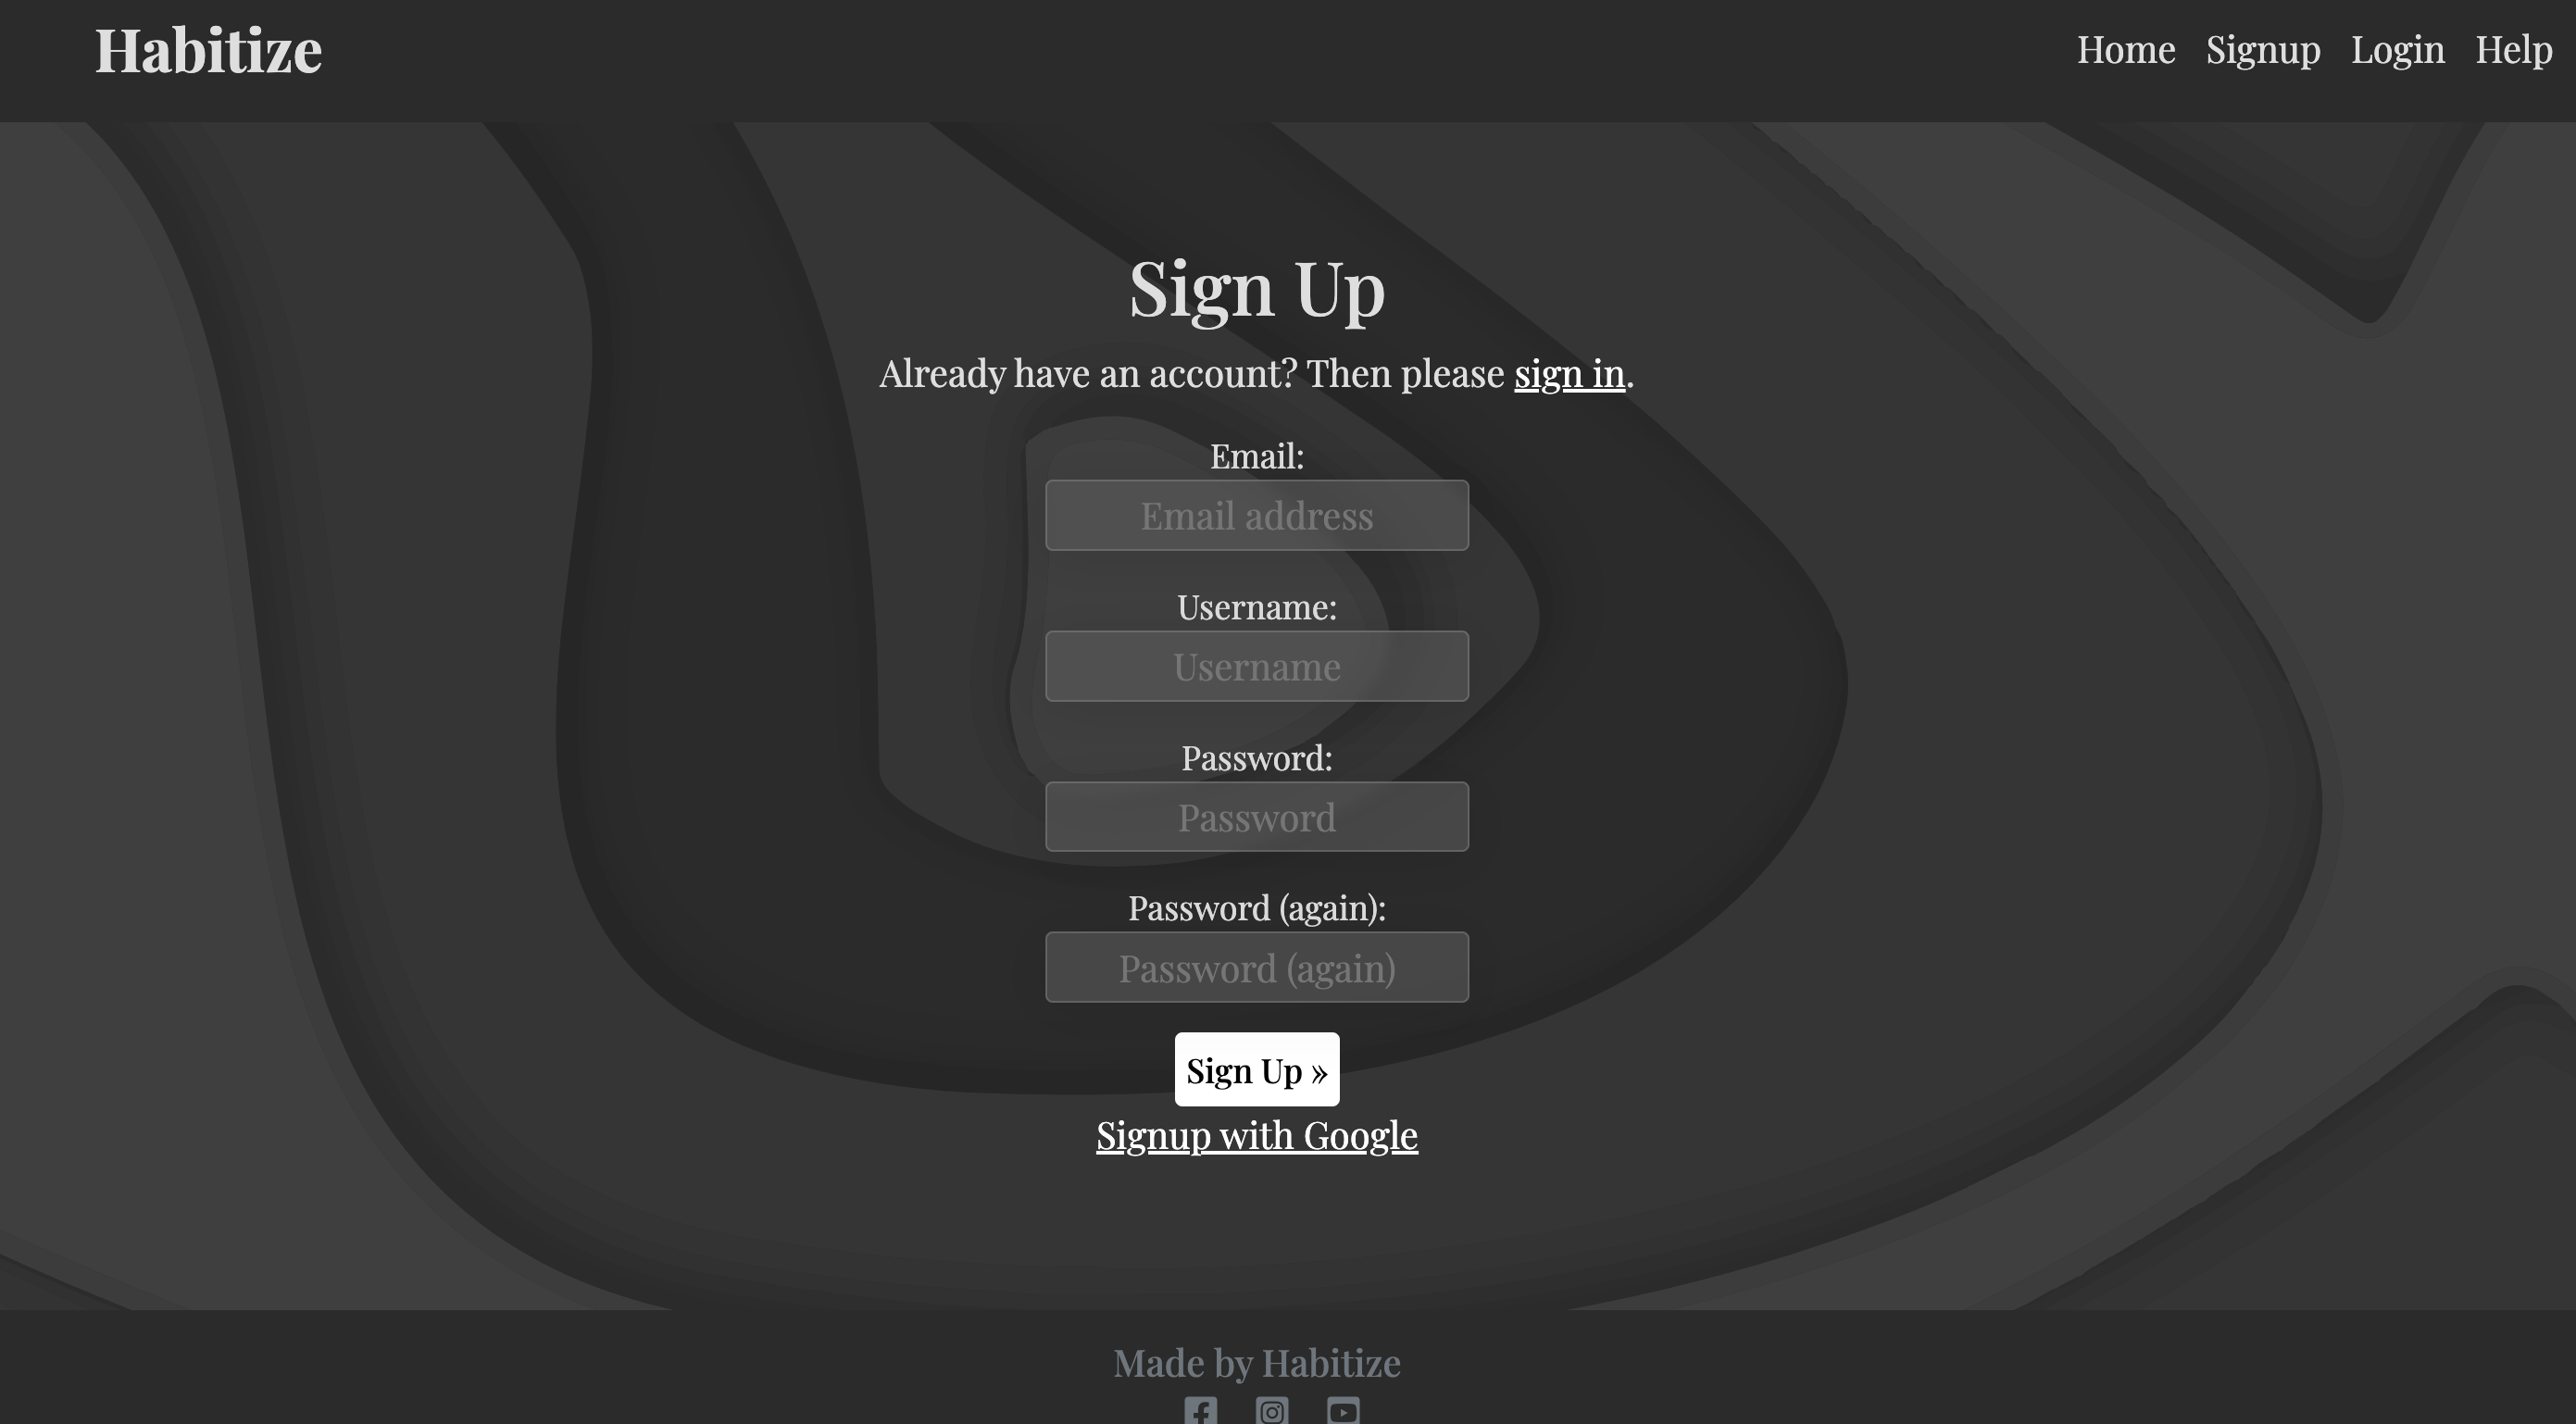 Habitize
Home Signup Login Help
Sign Up
Already have an account? Then please sign in.
Email:
Email address
Username:
Username
Password:
Password
Password (again):
Password (again)
Sign Up »
Signup with Google
Made by Habitize